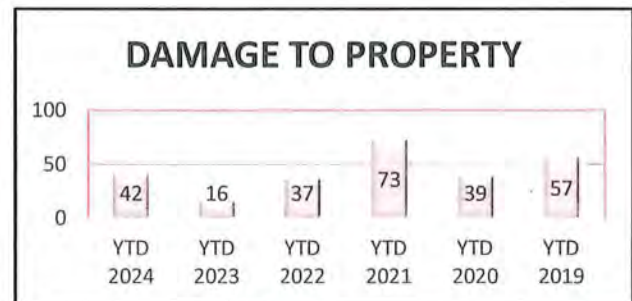 DAMAGE TO PROPERTY
100
50
0
42 16 37 73 39 57
YTD YTD YTD YTD YTD YTD
2024 2023 2022 2021 2020 2019